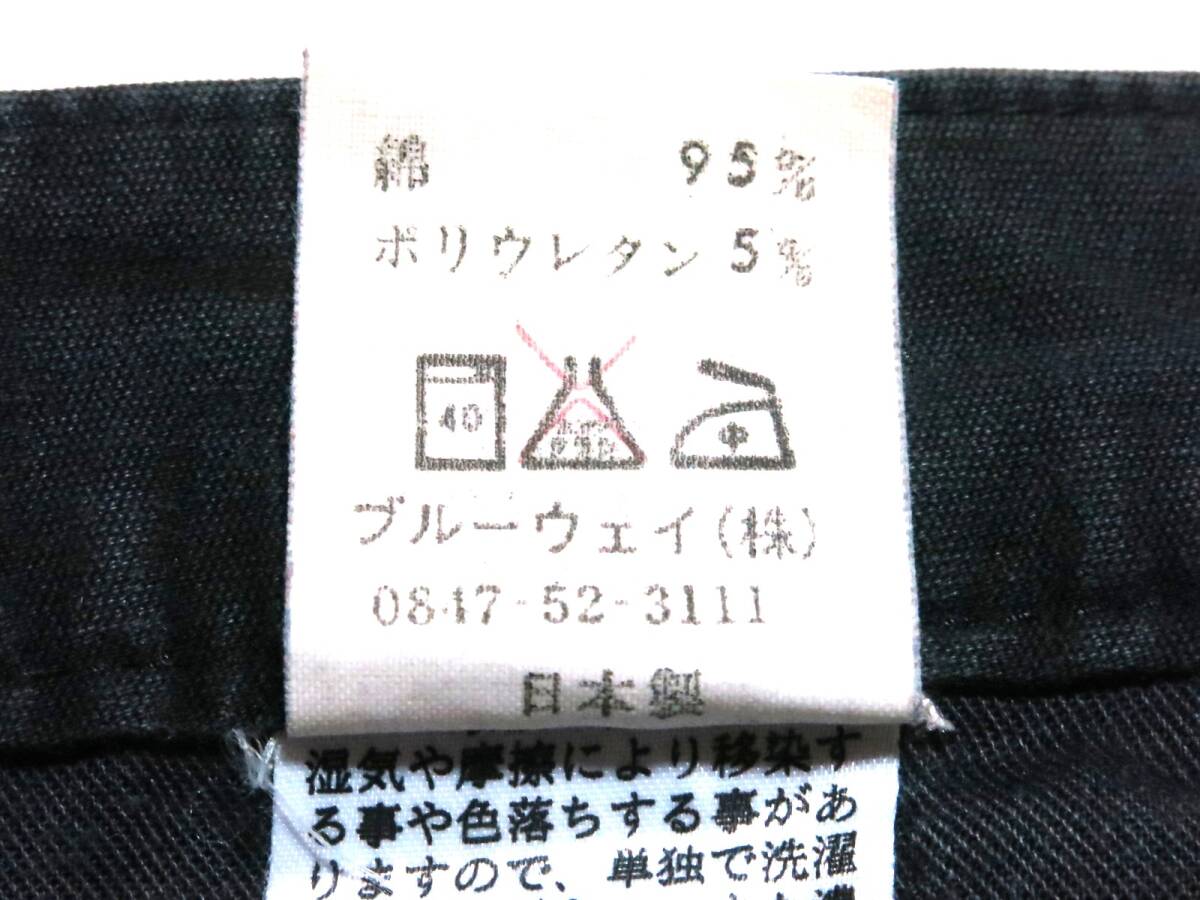 綿 95%
ポリウレタン 5%
40 中
ブルーウェイ(株)
0847-52-3111
日本製
湿気や摩擦により移染す
る事や色落ちする事があ
りますので、単独で洗濯